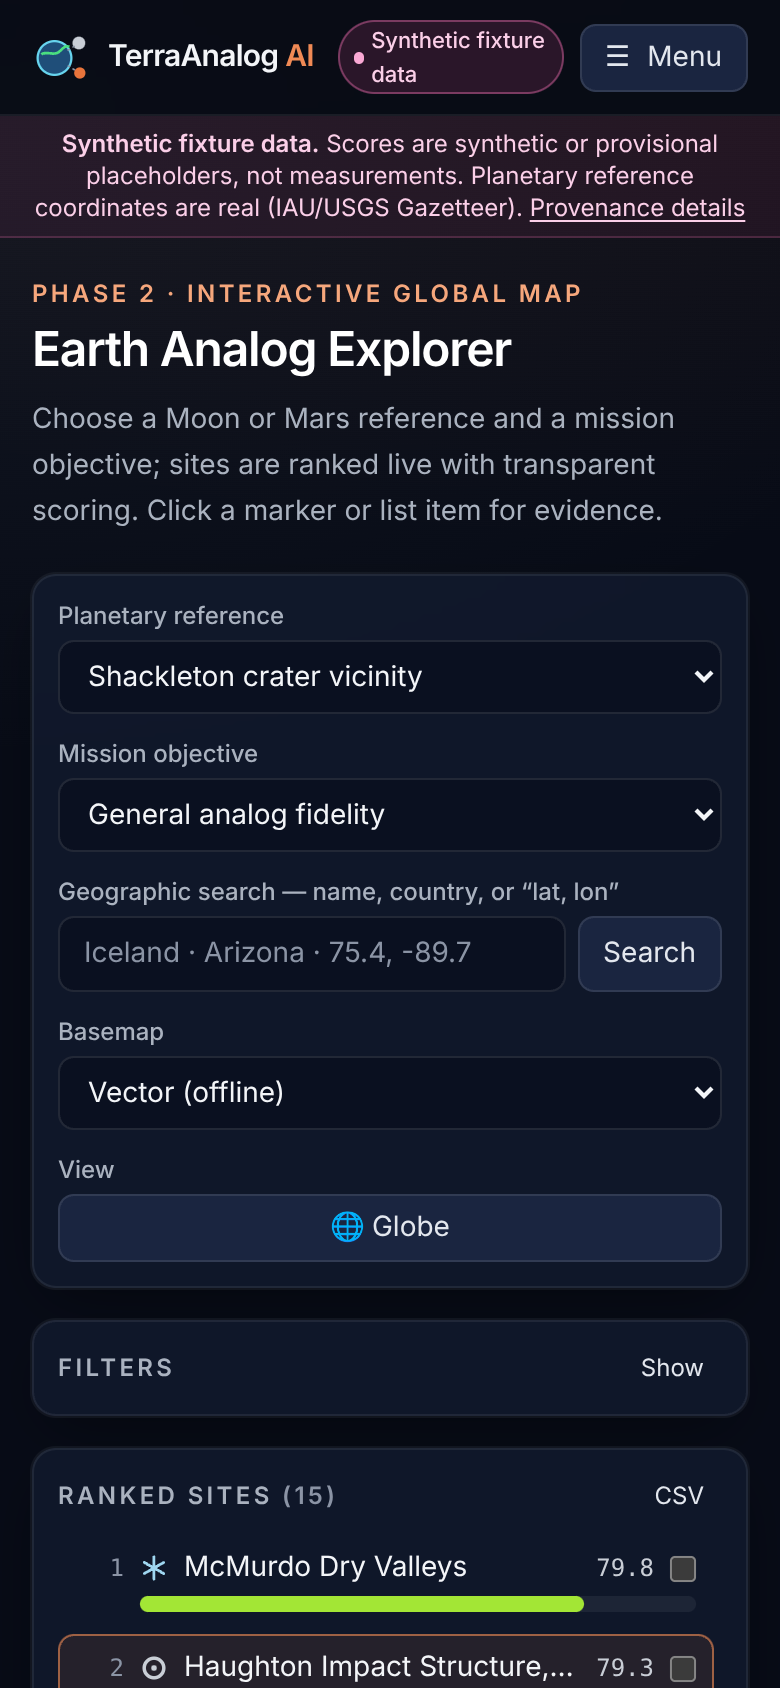 TerraAnalog AI
Synthetic fixture
data
☰ Menu
Synthetic fixture data. Scores are synthetic or provisional
placeholders, not measurements. Planetary reference
coordinates are real (IAU/USGS Gazetteer). Provenance details
PHASE 2 · INTERACTIVE GLOBAL MAP
Earth Analog Explorer
Choose a Moon or Mars reference and a mission
objective; sites are ranked live with transparent
scoring. Click a marker or list item for evidence.
Planetary reference
Shackleton crater vicinity
Mission objective
General analog fidelity
Geographic search — name, country, or “lat, lon”
Iceland · Arizona · 75.4, -89.7
Search
Basemap
Vector (offline)
View
🌐 Globe
FILTERS
Show
RANKED SITES (15)
CSV
1 McMurdo Dry Valleys 79.8
2 Haughton Impact Structure,... 79.3